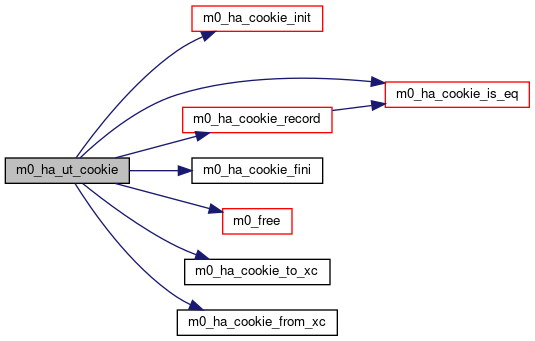 m0_ha_cookie_init
m0_ha_cookie_is_eq
m0_ha_cookie_record
m0_ha_ut_cookie
m0_ha_cookie_fini
m0_free
m0_ha_cookie_to_xc
m0_ha_cookie_from_xc